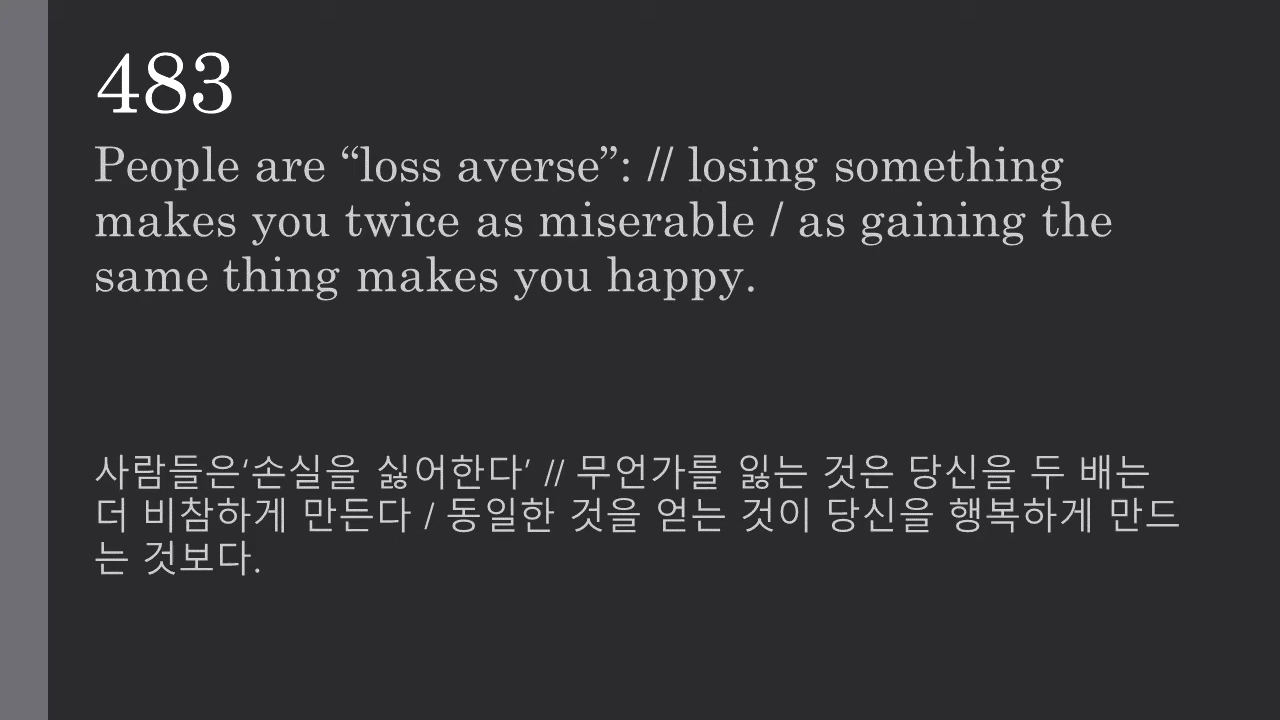 483
People are “loss averse”: // losing something
makes you twice as miserable / as gaining the
same thing makes you happy.
사람들은‘손실을 싫어한다’ // 무언가를 잃는 것은 당신을 두 배는
더 비참하게 만든다 / 동일한 것을 얻는 것이 당신을 행복하게 만드
는 것보다.